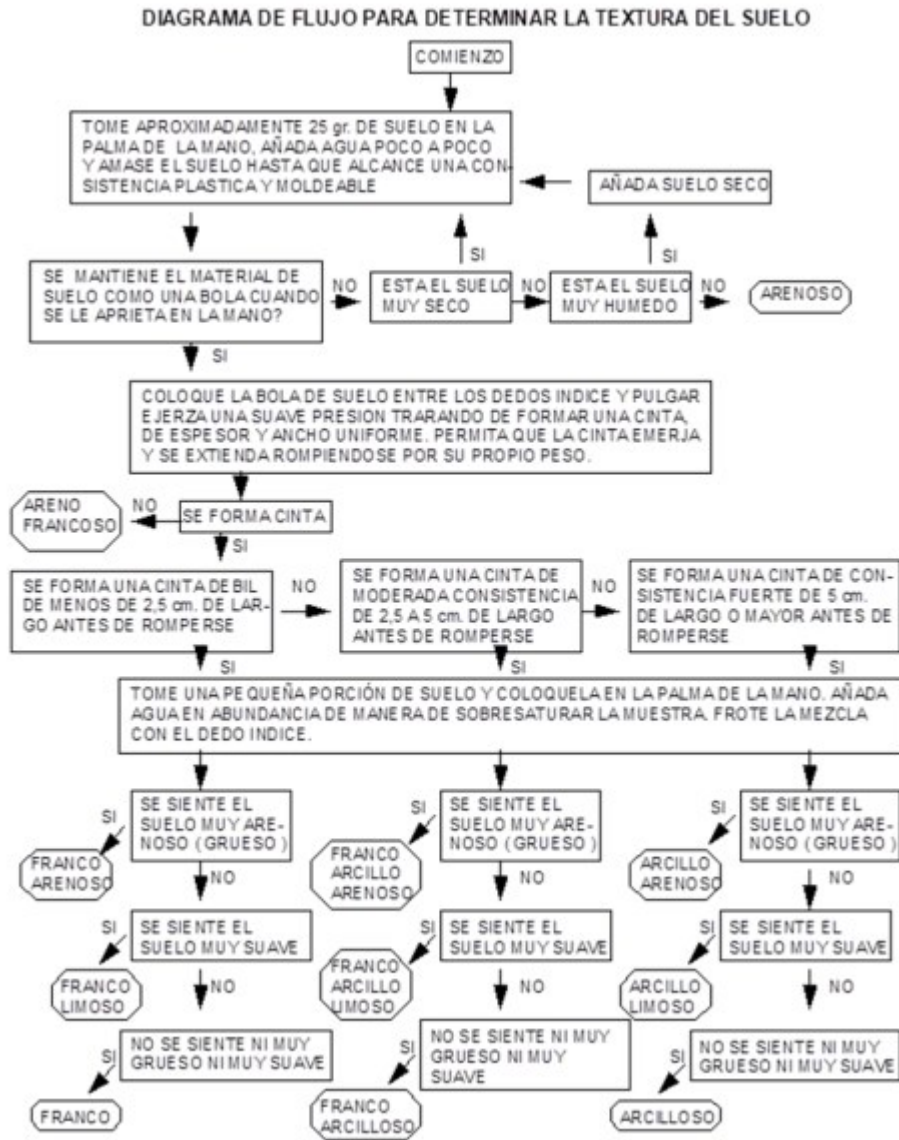 DIAGRAMA DE FLUJO PARA DETERMINAR LA TEXTURA DEL SUELO
COMIENZO
TOME APROXIMADAMENTE 25 gr. DE SUELO EN LA
PALMA DE LA MANO, AÑADA AGUA POCO A POCO
Y AMASE EL SUELO HASTA QUE ALCANCE UNA CON-
SISTENCIA PLASTICA Y MOLDEABLE
AÑADA SUELO SECO
SI
SI
SE MANTIENE EL MATERIAL DE
SUELO COMO UNA BOLA CUANDO
SE LE APRIETA EN LA MANO?
NO
ESTA EL SUELO
MUY SECO
NO
ESTA EL SUELO
MUY HUMEDO
NO
ARENOSO
SI
COLOQUE LA BOLA DE SUELO ENTRE LOS DEDOS INDICE Y PULGAR
EJERZA UNA SUAVE PRESION TRARANDO DE FORMAR UNA CINTA,
DE ESPESOR Y ANCHO UNIFORME. PERMITA QUE LA CINTA EMERJA
Y SE EXTIENDA ROMPIENDOSE POR SU PROPIO PESO.
ARENO
FRANCOSO
NO
SE FORMA CINTA
SI
SE FORMA UNA CINTA DE BIL
DE MENOS DE 2,5 cm. DE LAR-
GO ANTES DE ROMPERSE
NO
SE FORMA UNA CINTA DE
MODERADA CONSISTENCIA
DE 2,5 A 5 cm. DE LARGO
ANTES DE ROMPERSE
NO
SE FORMA UNA CINTA DE CON-
SISTENCIA FUERTE DE 5 cm.
DE LARGO O MAYOR ANTES DE
ROMPERSE
SI
SI
SI
TOME UNA PEQUEÑA PORCIÓN DE SUELO Y COLOQUELA EN LA PALMA DE LA MANO. AÑADA
AGUA EN ABUNDANCIA DE MANERA DE SOBRESATURAR LA MUESTRA. FROTE LA MEZCLA
CON EL DEDO INDICE.
SI
SE SIENTE EL
SUELO MUY ARE-
NOSO (GRUESO)
FRANCO
ARENOSO
NO
SI
SE SIENTE EL
SUELO MUY ARE-
NOSO (GRUESO)
FRANCO
ARCILLO
ARENOSO
NO
SI
SE SIENTE EL
SUELO MUY ARE-
NOSO (GRUESO)
ARCILLO
ARENOSO
NO
SI
SE SIENTE EL
SUELO MUY SUAVE
FRANCO
LIMOSO
NO
SI
SE SIENTE EL
SUELO MUY SUAVE
FRANCO
ARCILLO
LIMOSO
NO
SI
SE SIENTE EL
SUELO MUY SUAVE
ARCILLO
LIMOSO
NO
SI
NO SE SIENTE NI MUY
GRUESO NI MUY SUAVE
FRANCO
SI
NO SE SIENTE NI MUY
GRUESO NI MUY
SUAVE
FRANCO
ARCILLOSO
SI
NO SE SIENTE NI MUY
GRUESO NI MUY SUAVE
ARCILLOSO